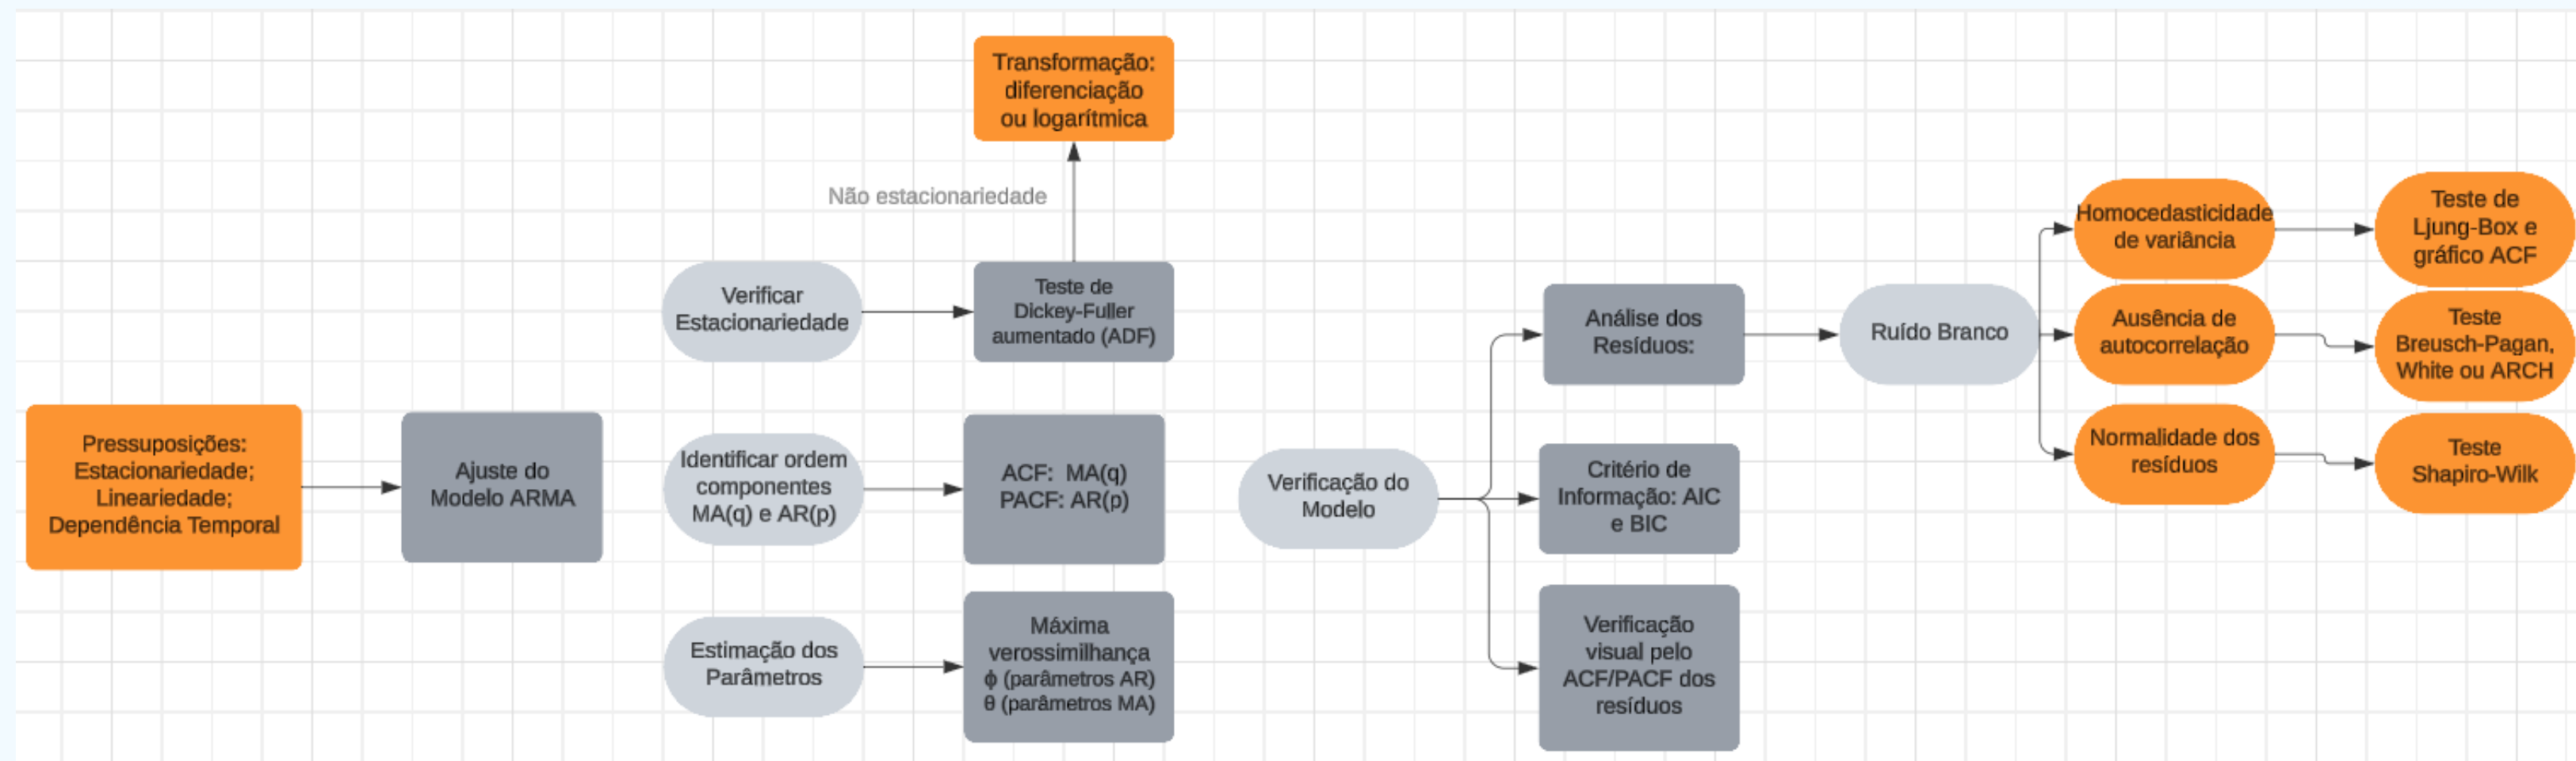 Pressuposições:
Estacionariedade;
Lineariedade;
Dependência Temporal
Ajuste do
Modelo ARMA
Transformação:
diferenciação
ou logarítmica
Não estacionariedade
Verificar
Estacionariedade
Teste de
Dickey-Fuller
aumentado (ADF)
Identificar ordem
componentes
MA(q) e AR(p)
ACF: MA(q)
PACF: AR(p)
Estimação dos
Parâmetros
Máxima
verossimilhança
ϕ (parâmetros AR)
θ (parâmetros MA)
Verificação do
Modelo
Análise dos
Resíduos:
Critério de
Informação: AIC
e BIC
Verificação
visual pelo
ACF/PACF dos
resíduos
Ruído Branco
Homocedasticidade
de variância
Teste de
Ljung-Box e
gráfico ACF
Ausência de
autocorrelação
Teste
Breusch-Pagan,
White ou ARCH
Normalidade dos
resíduos
Teste
Shapiro-Wilk